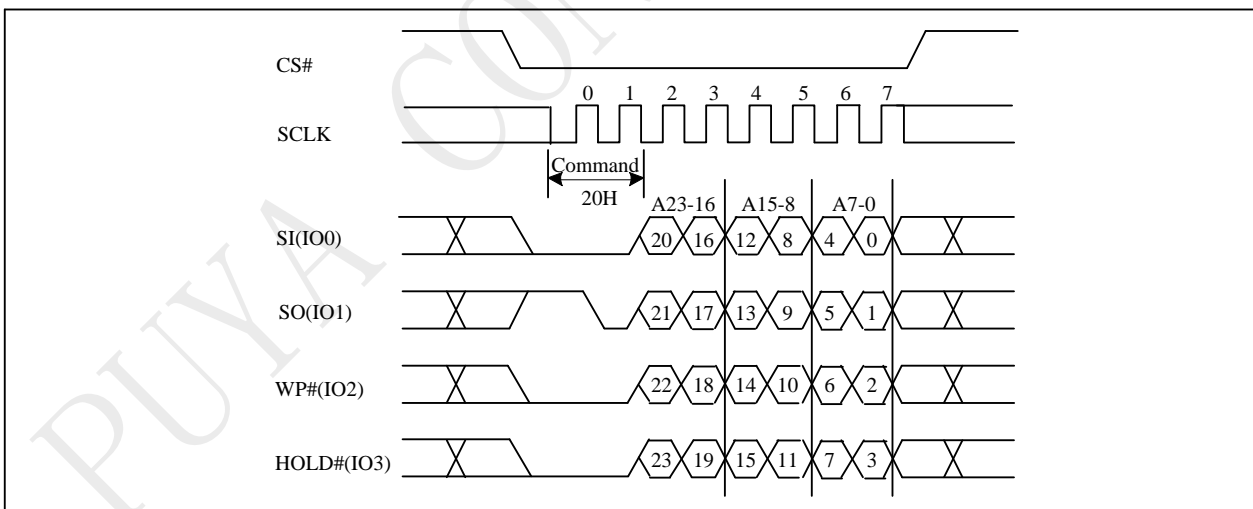 PUYA CON
CS#
0 1 2 3 4 5 6 7
SCLK
Command
20H
A23-16 A15-8 A7-0
SI(IO0) 20 16 12 8 4 0
SO(IO1) 21 17 13 9 5 1
WP#(IO2) 22 18 14 10 6 2
HOLD#(IO3) 23 19 15 11 7 3